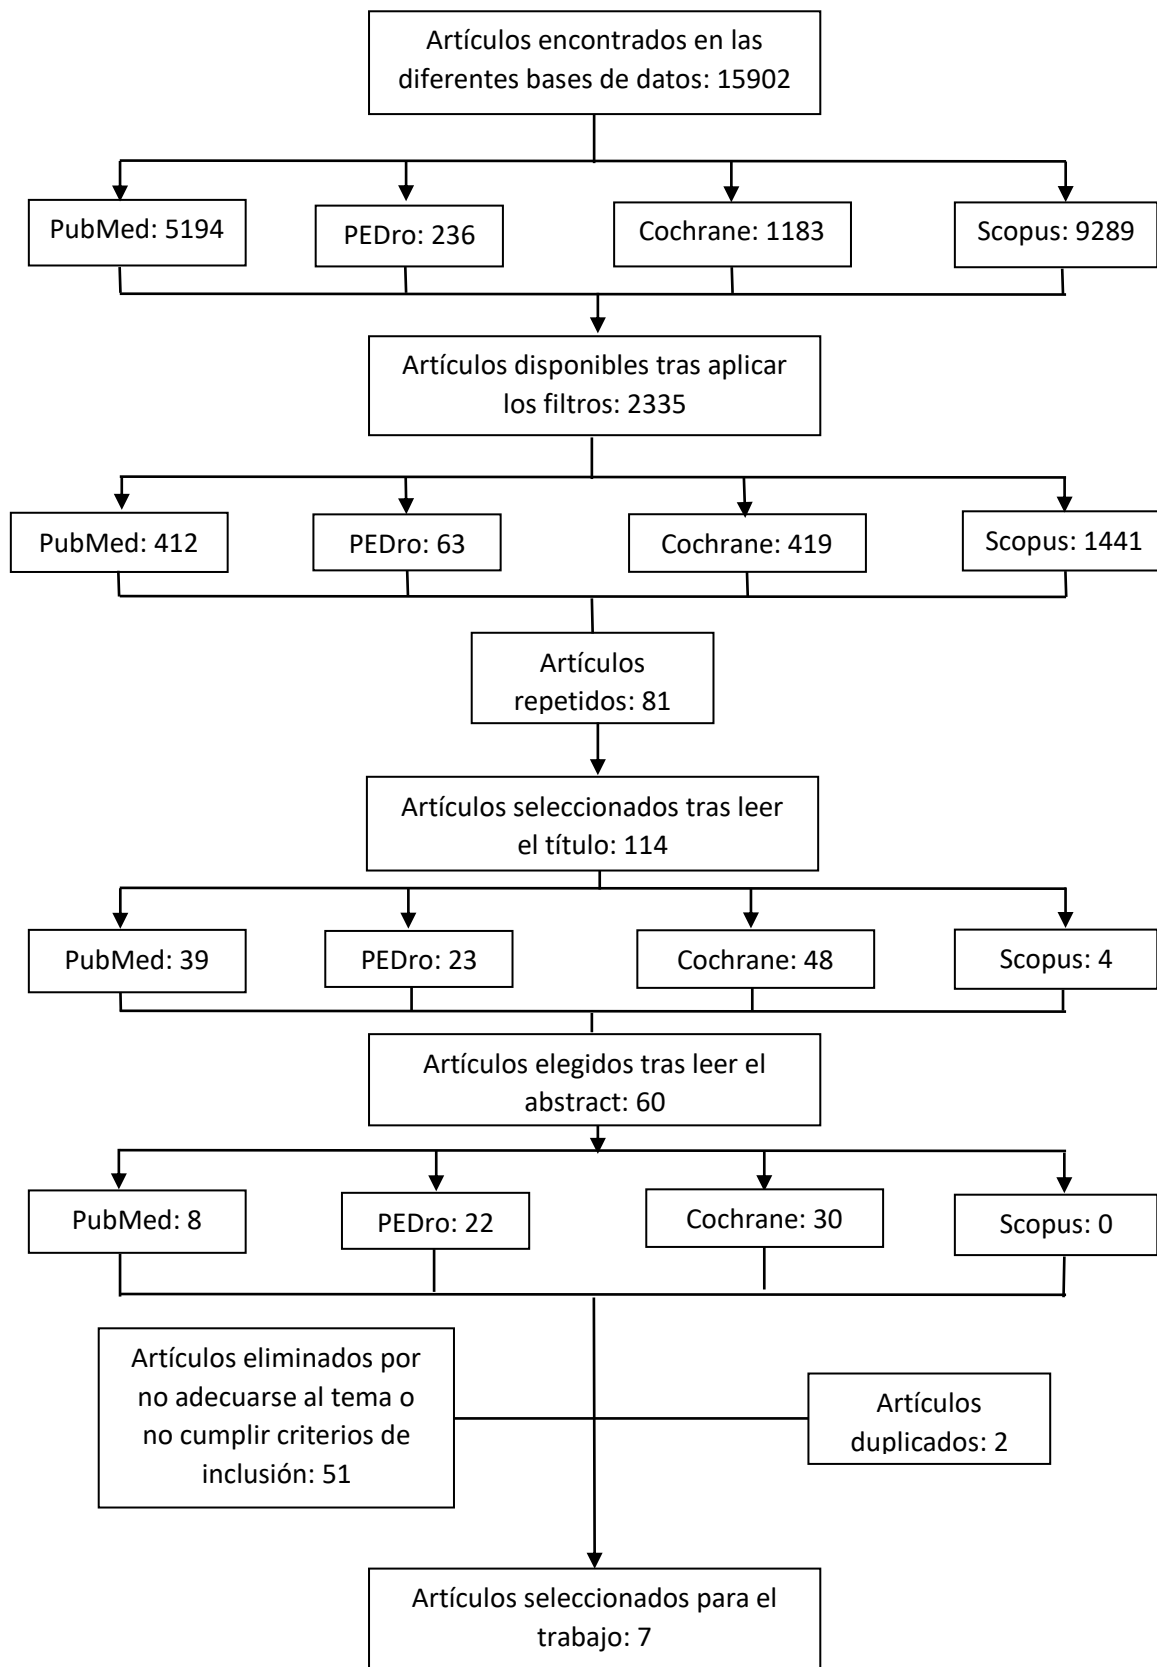 Artículos encontrados en las
diferentes bases de datos: 15902
PubMed: 5194
PEDro: 236
Cochrane: 1183
Scopus: 9289
Artículos disponibles tras aplicar
los filtros: 2335
PubMed: 412
PEDro: 63
Cochrane: 419
Scopus: 1441
Artículos
repetidos: 81
Artículos seleccionados tras leer
el título: 114
PubMed: 39
PEDro: 23
Cochrane: 48
Scopus: 4
Artículos elegidos tras leer el
abstract: 60
PubMed: 8
PEDro: 22
Cochrane: 30
Scopus: 0
Artículos eliminados por
no adecuarse al tema o
no cumplir criterios de
inclusión: 51
Artículos
duplicados: 2
Artículos seleccionados para el
trabajo: 7